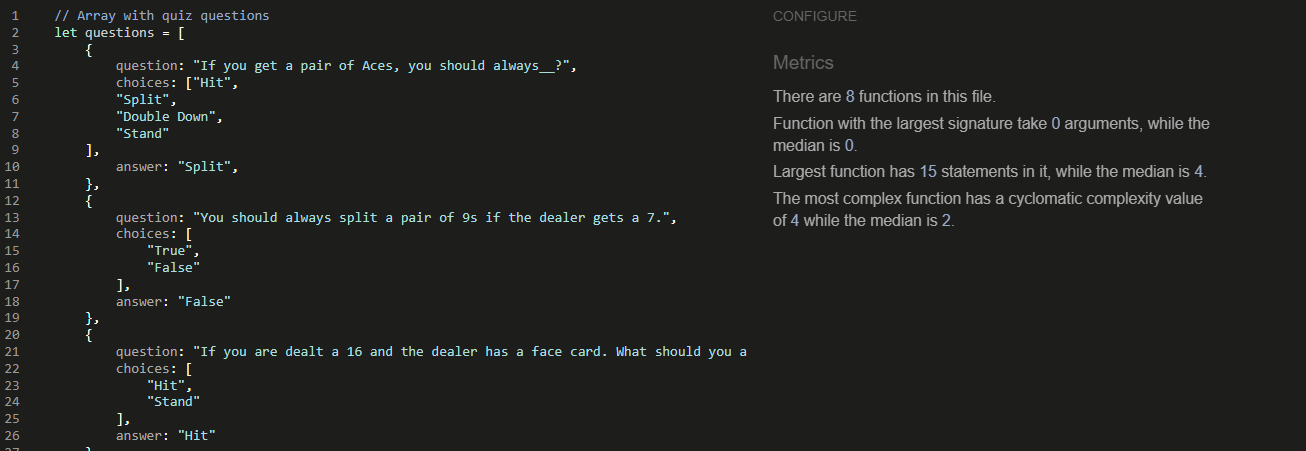 1 // Array with quiz questions
2 let questions = [
3 {
4 question: "If you get a pair of Aces, you should always__?",
5 choices: ["Hit",
6 "Split",
7 "Double Down",
8 "Stand"
9 ],
10 answer: "Split",
11 },
12 {
13 question: "You should always split a pair of 9s if the dealer gets a 7.",
14 choices: [
15 "True",
16 "False"
17 ],
18 answer: "False"
19 },
20 {
21 question: "If you are dealt a 16 and the dealer has a face card. What should you a
22 choices: [
23 "Hit",
24 "Stand"
25 ],
26 answer: "Hit"
CONFIGURE
Metrics
There are 8 functions in this file.
Function with the largest signature take 0 arguments, while the
median is 0.
Largest function has 15 statements in it, while the median is 4.
The most complex function has a cyclomatic complexity value
of 4 while the median is 2.